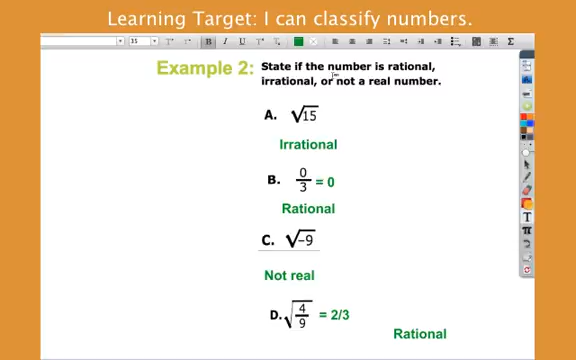 Learning Target: I can classify numbers.
35
B I U
Example 2: State if the number is rational,
irrational, or not a real number.
A. √15
Irrational
B. 0/3 = 0
Rational
C. √-9
Not real
D. √4/9 = 2/3
Rational